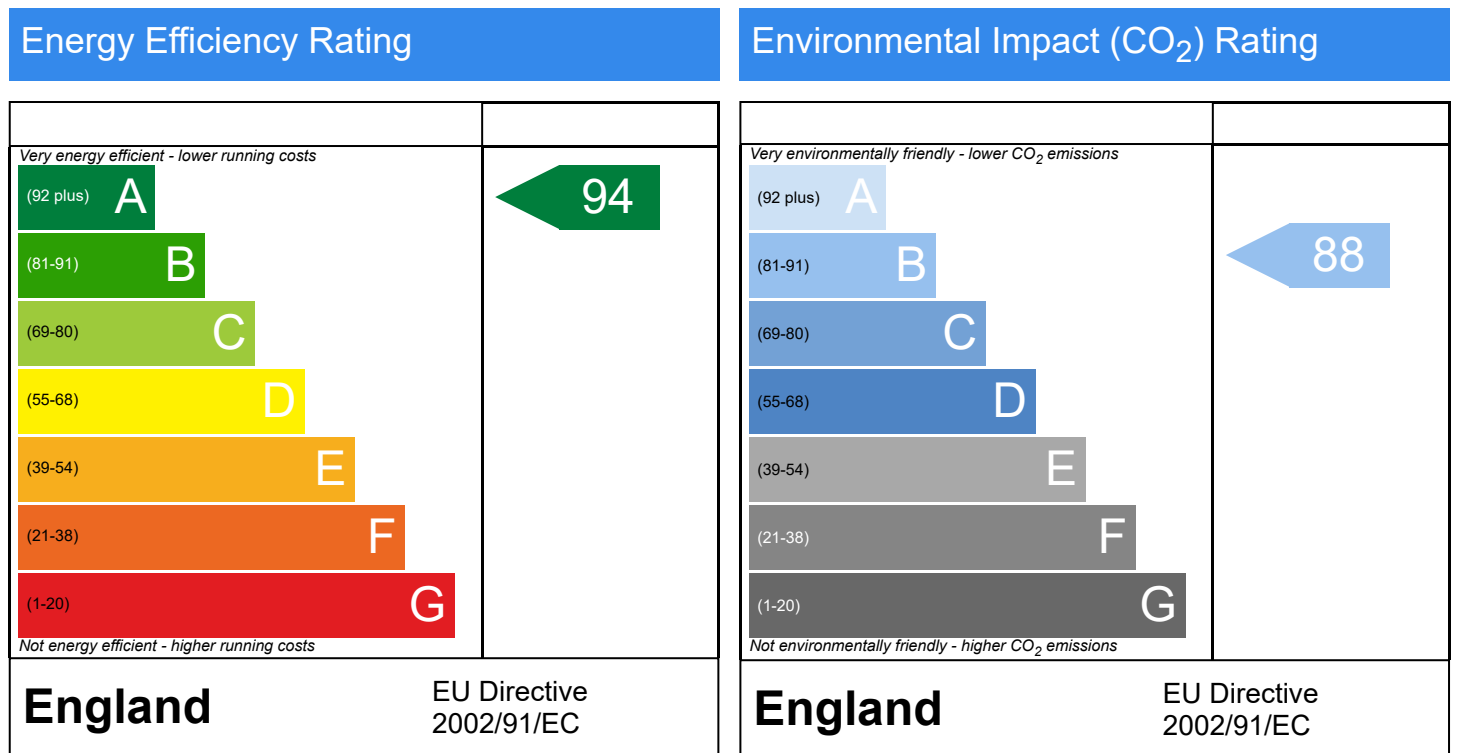 Energy Efficiency Rating
Very energy efficient - lower running costs
(92 plus) A
94
(81-91) B
(69-80) C
(55-68) D
(39-54) E
(21-38) F
(1-20) G
Not energy efficient - higher running costs
England
EU Directive
2002/91/EC
Environmental Impact (CO₂) Rating
Very environmentally friendly - lower CO₂ emissions
(92 plus) A
(81-91) B
88
(69-80) C
(55-68) D
(39-54) E
(21-38) F
(1-20) G
Not environmentally friendly - higher CO₂ emissions
England
EU Directive
2002/91/EC